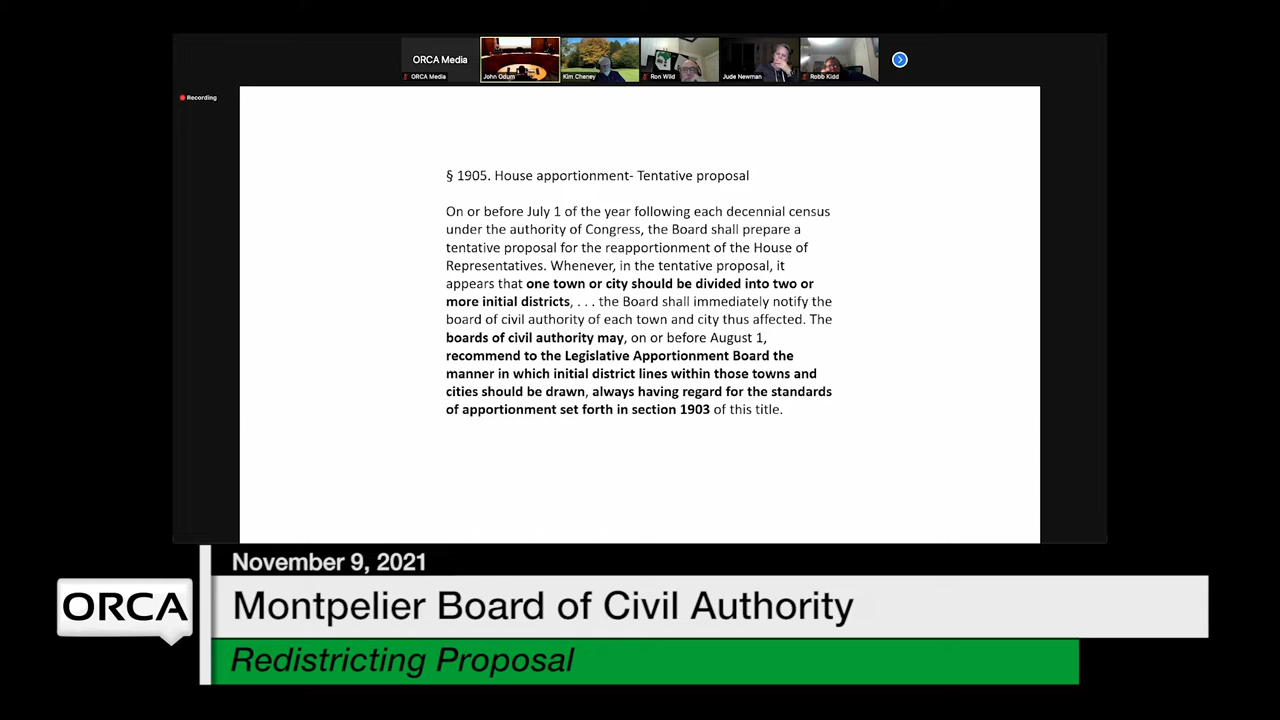 ORCA Media
ORCA Media
John Odum
Kim Cheney
Ron Wild
Jude Newman
Robb Kidd
Recording
§ 1905. House apportionment- Tentative proposal
On or before July 1 of the year following each decennial census
under the authority of Congress, the Board shall prepare a
tentative proposal for the reapportionment of the House of
Representatives. Whenever, in the tentative proposal, it
appears that one town or city should be divided into two or
more initial districts, . . . the Board shall immediately notify the
board of civil authority of each town and city thus affected. The
boards of civil authority may, on or before August 1,
recommend to the Legislative Apportionment Board the
manner in which initial district lines within those towns and
cities should be drawn, always having regard for the standards
of apportionment set forth in section 1903 of this title.
November 9, 2021
ORCA
Montpelier Board of Civil Authority
Redistricting Proposal